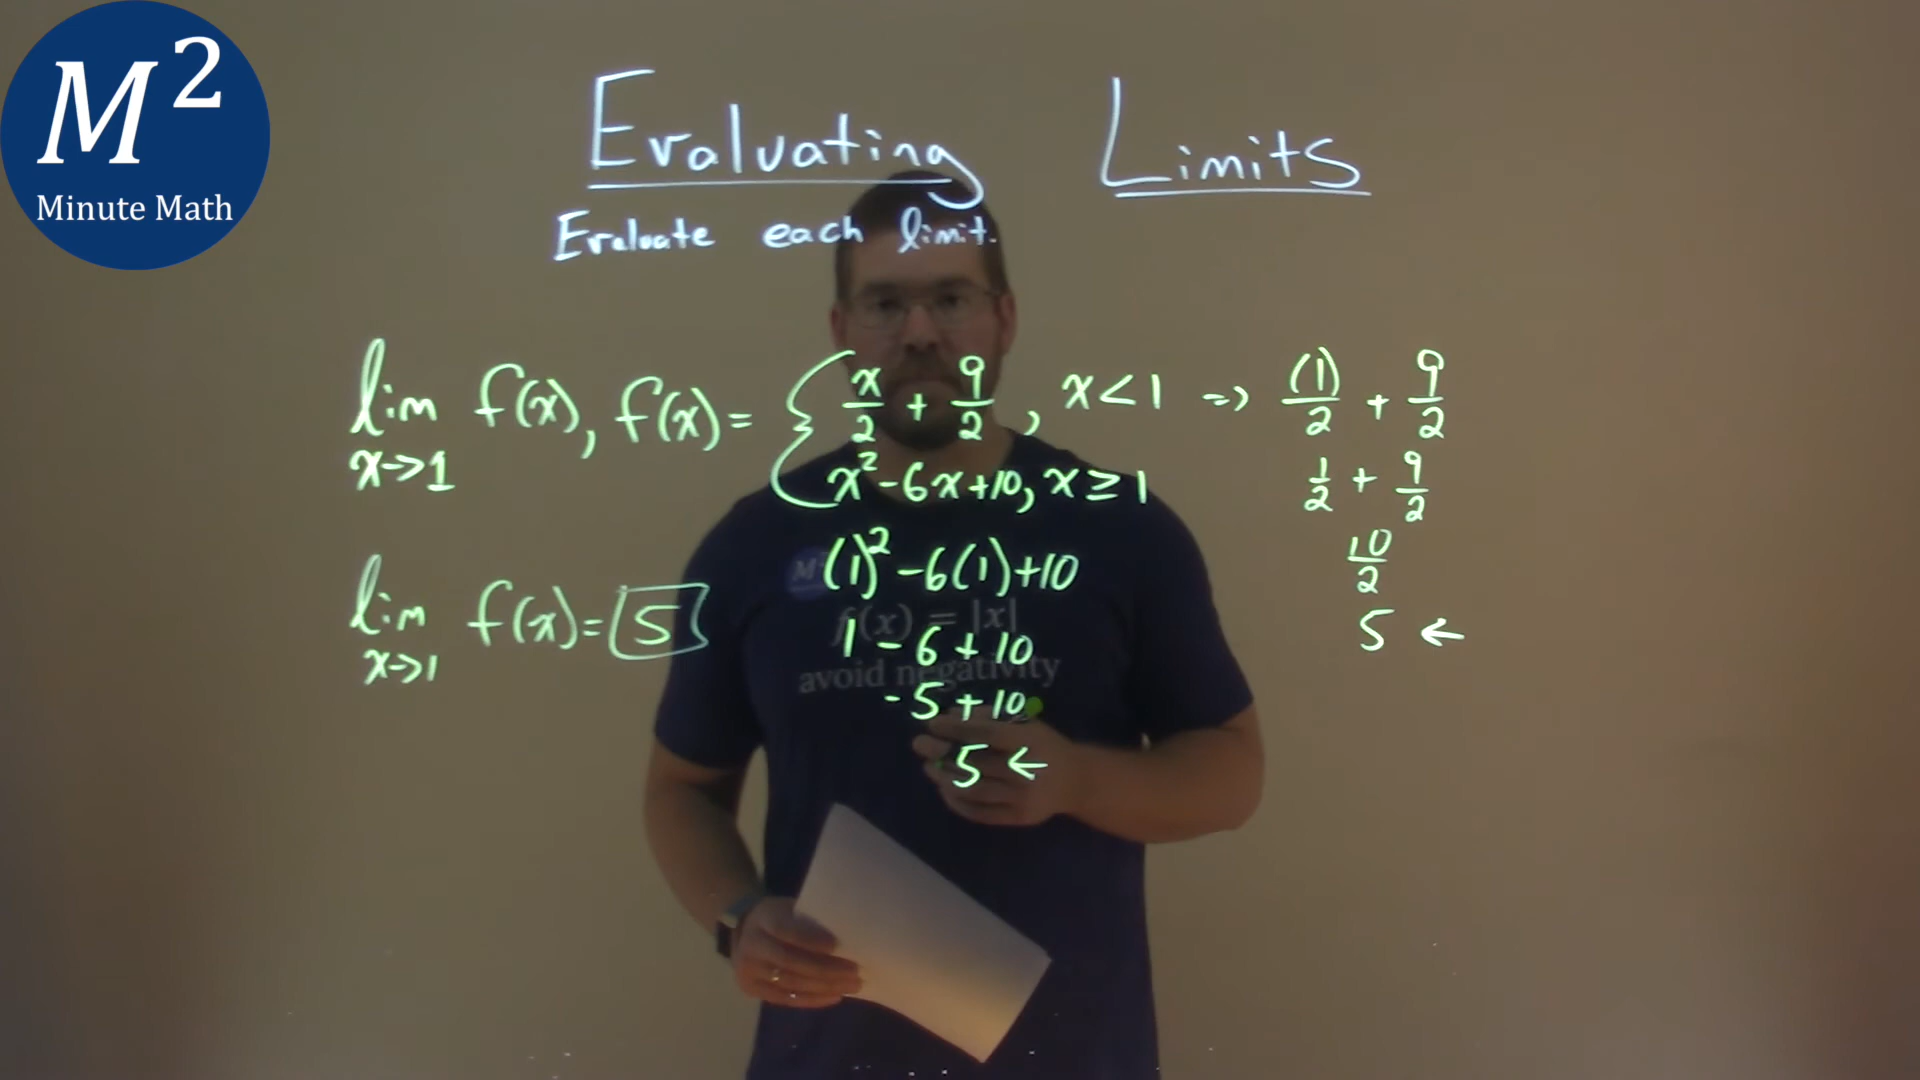 M²
Minute Math
Evaluating Limits
Evaluate each limit.
lim x->1 f(x), f(x) = { x/2 + 9/2, x < 1 => (1)/2 + 9/2
x² - 6x + 10, x ≥ 1
1/2 + 9/2
10/2
5 ←
(1)² - 6(1) + 10
1 - 6 + 10
-5 + 10
5 ←
lim x->1 f(x) = 5
f(x) = |x|
avoid negativity